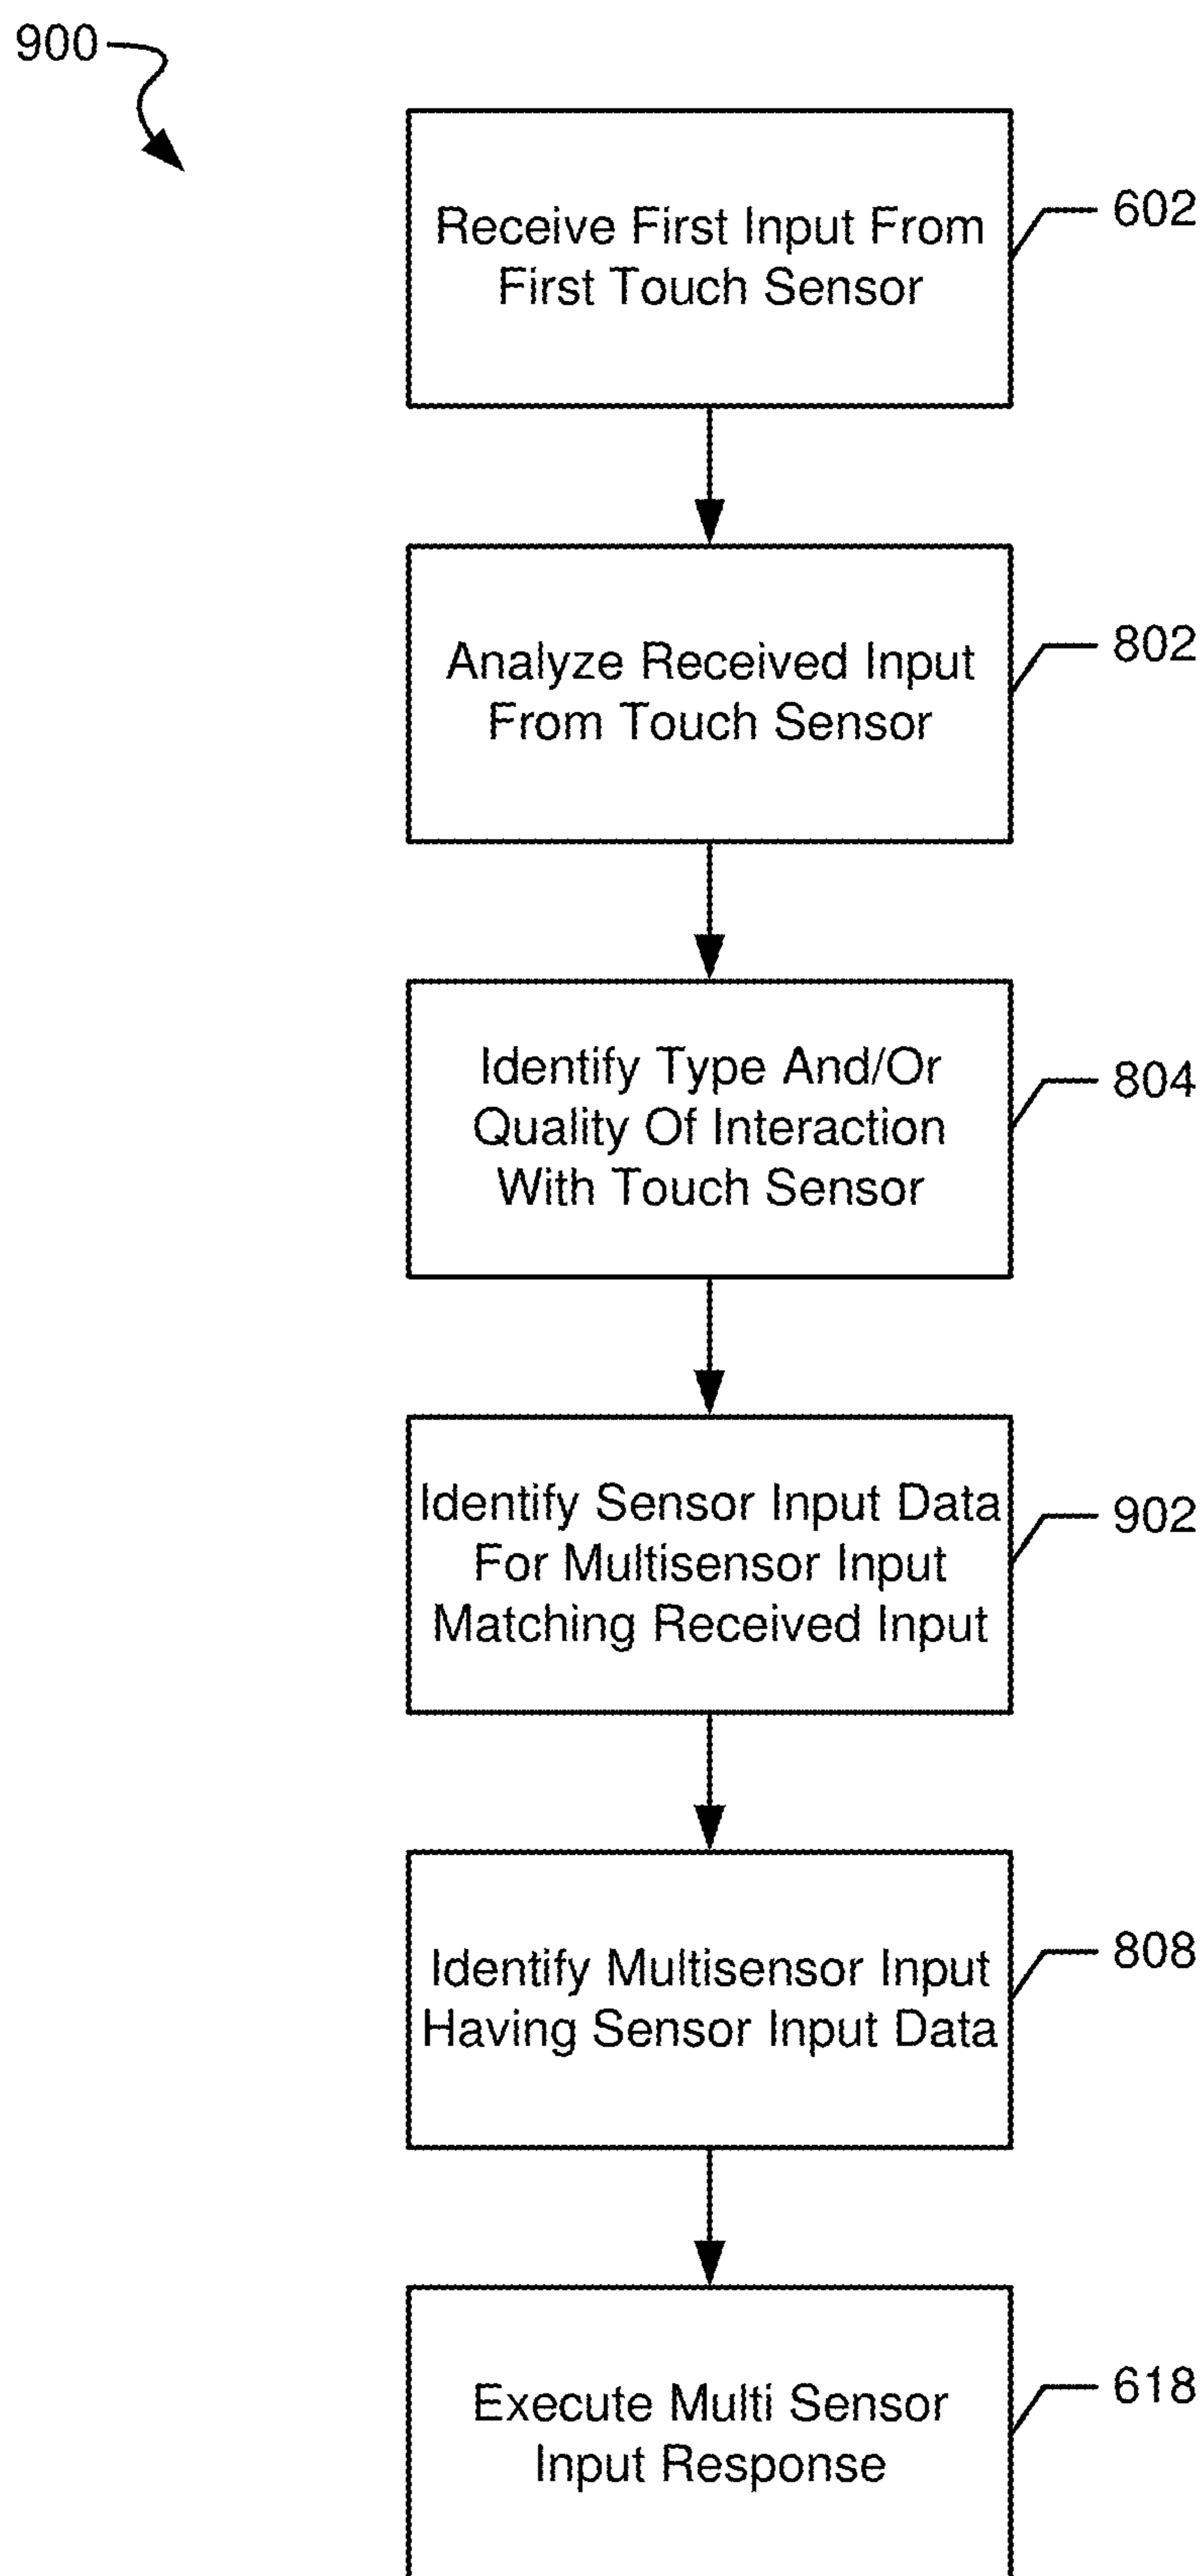 900
Receive First Input From
First Touch Sensor
602
Analyze Received Input
From Touch Sensor
802
Identify Type And/Or
Quality Of Interaction
With Touch Sensor
804
Identify Sensor Input Data
For Multisensor Input
Matching Received Input
902
Identify Multisensor Input
Having Sensor Input Data
808
Execute Multi Sensor
Input Response
618